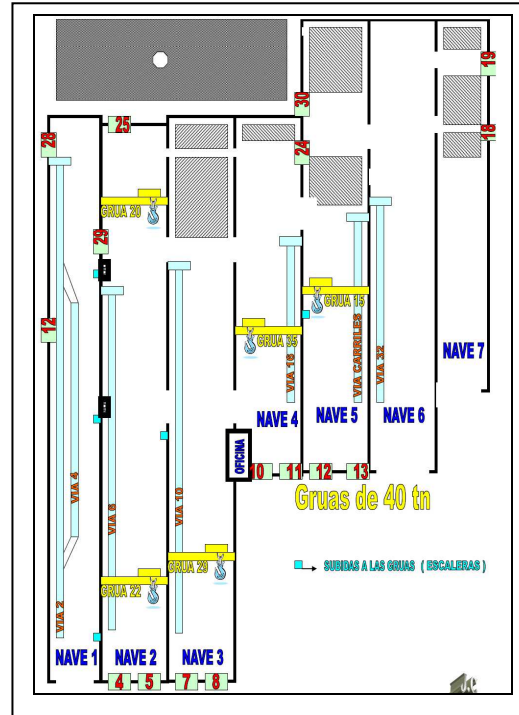 19
30
25
18
28
24
GRUA 20
29
GRUA 15
12
GRUA 35
VIA 16
VIA CARRILES
VIA 32
NAVE 7
NAVE 4
NAVE 5
NAVE 6
OFICINA
10
11
12
13
VIA 4
VIA 6
VIA 10
Gruas de 40 tn
GRUA 29
SUBIDAS A LAS GRUAS ( ESCALERAS )
GRUA 22
VIA 2
NAVE 1
NAVE 2
NAVE 3
4
5
7
8